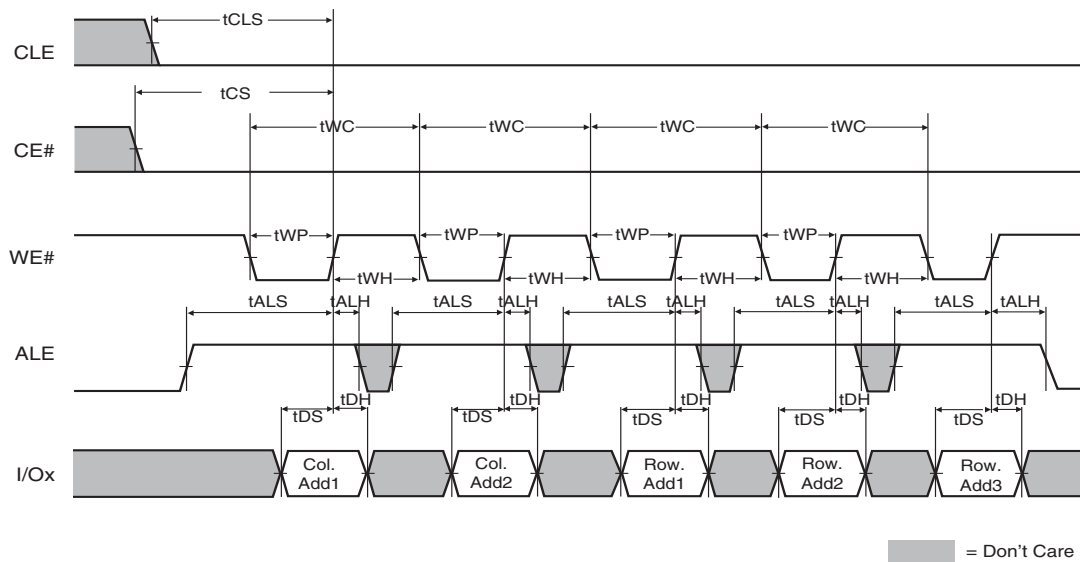 tCLS
CLE
tCS
tWC tWC tWC tWC
CE#
tWP tWP tWP tWP
WE#
tWH tWH tWH tWH
tALS tALH tALS tALH tALS tALH tALS tALH tALS tALH
ALE
tDS tDH tDS tDH tDS tDH tDS tDH tDS tDH
I/Ox
Col. Add1
Col. Add2
Row. Add1
Row. Add2
Row. Add3
= Don't Care